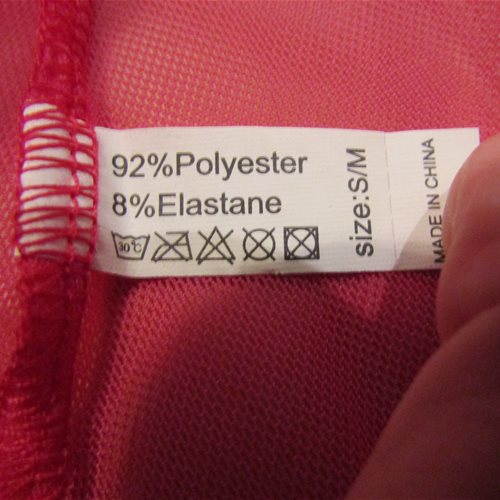 92%Polyester
8%Elastane
30℃
size:S/M
MADE IN CHINA